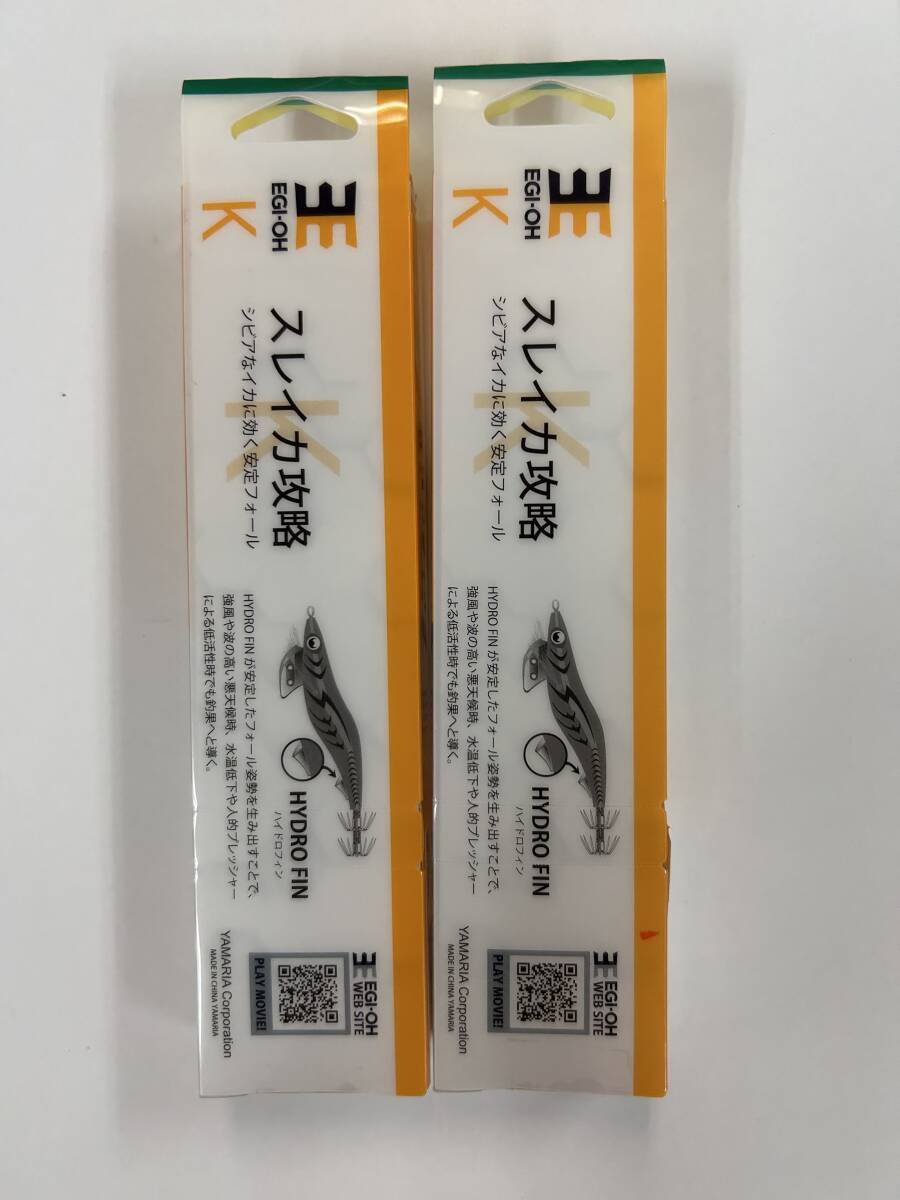 EGI-OH
K
スレイカ攻略
シビアなイカに効く安定フォール
HYDRO FIN
ハイドロフィン
HYDRO FIN が安定したフォール姿勢を生み出すことで、
強風や波の高い悪天候時、水温低下や人的プレッシャー
による低活性時でも釣果へと導く。
EGI-OH
WEB SITE
PLAY MOVIE!
YAMARIA Corporation
MADE IN CHINA YAMARIA
EGI-OH
K
スレイカ攻略
シビアなイカに効く安定フォール
HYDRO FIN
ハイドロフィン
HYDRO FIN が安定したフォール姿勢を生み出すことで、
強風や波の高い悪天候時、水温低下や人的プレッシャー
による低活性時でも釣果へと導く。
EGI-OH
WEB SITE
PLAY MOVIE!
YAMARIA Corporation
MADE IN CHINA YAMARIA